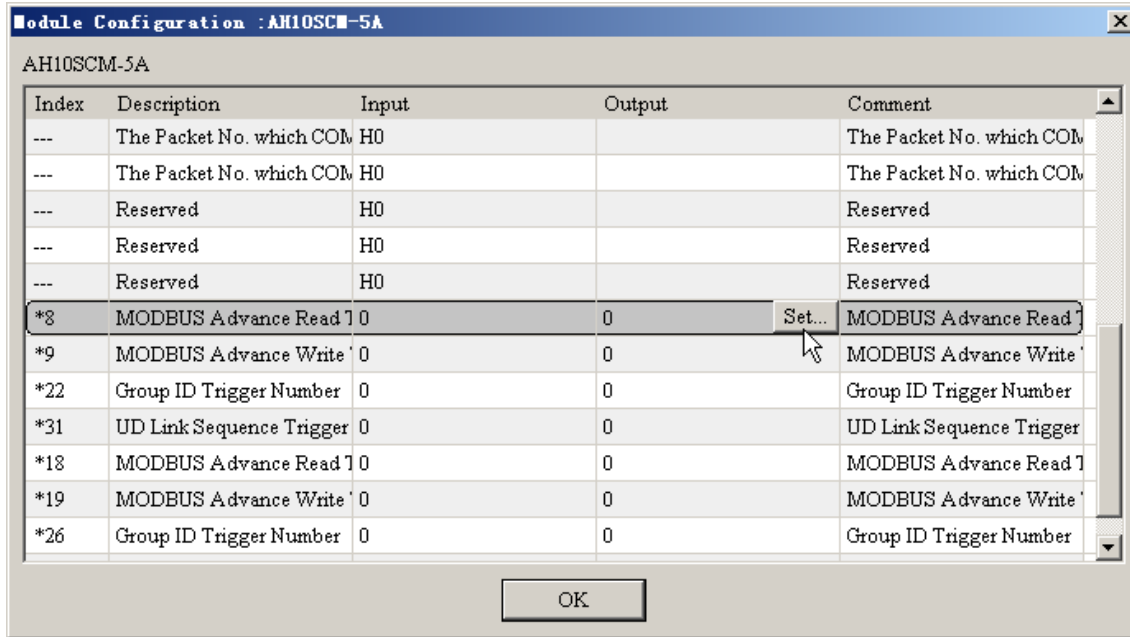 Module Configuration :AH10SCM-5A
AH10SCM-5A
Index Description Input Output Comment
--- The Packet No. which COM H0 The Packet No. which COM
--- The Packet No. which COM H0 The Packet No. which COM
--- Reserved H0 Reserved
--- Reserved H0 Reserved
--- Reserved H0 Reserved
*8 MODBUS Advance Read T 0 0 Set... MODBUS Advance Read T
*9 MODBUS Advance Write 0 0 MODBUS Advance Write
*22 Group ID Trigger Number 0 0 Group ID Trigger Number
*31 UD Link Sequence Trigger 0 0 UD Link Sequence Trigger
*18 MODBUS Advance Read T 0 0 MODBUS Advance Read T
*19 MODBUS Advance Write 0 0 MODBUS Advance Write
*26 Group ID Trigger Number 0 0 Group ID Trigger Number
OK